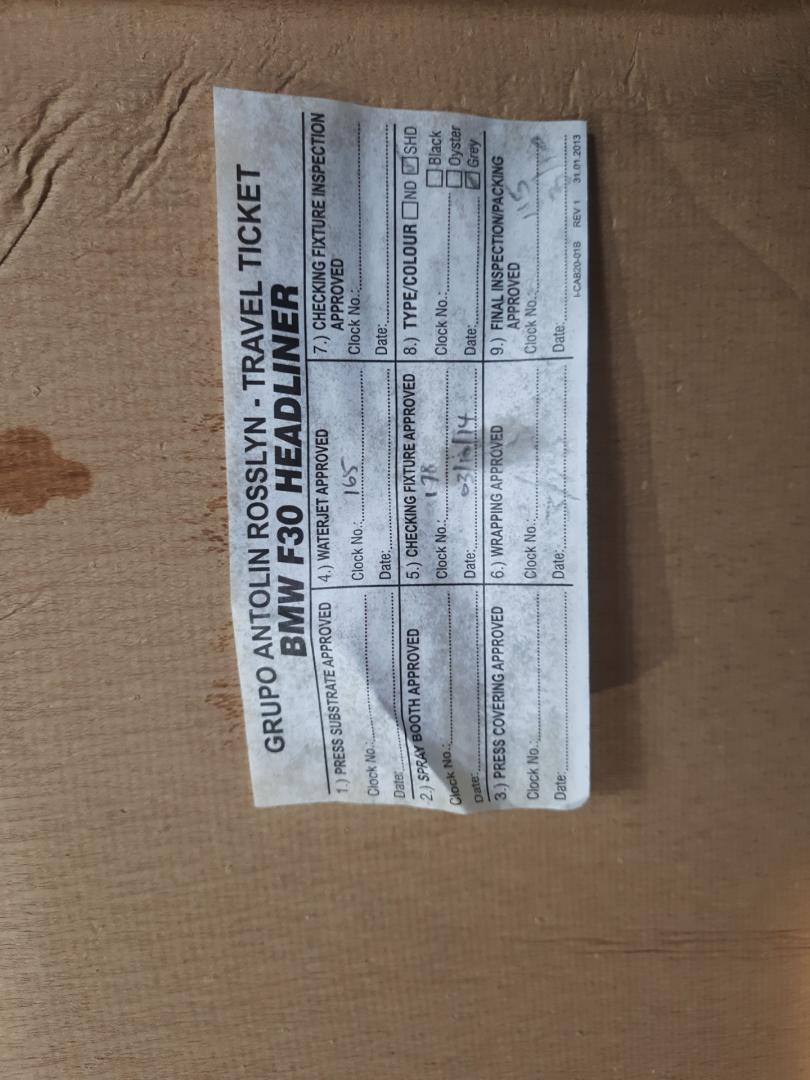 GRUPO ANTOLIN ROSSLYN - TRAVEL TICKET
BMW F30 HEADLINER
1.) PRESS SUBSTRATE APPROVED
Clock No.:
Date:
2.) SPRAY BOOTH APPROVED
Clock No.:
Date:
3.) PRESS COVERING APPROVED
Clock No.:
Date:
4.) WATERJET APPROVED
Clock No.: 165
Date:
5.) CHECKING FIXTURE APPROVED
Clock No.: 178
Date: 03/12/14
6.) WRAPPING APPROVED
Clock No.:
Date:
7.) CHECKING FIXTURE INSPECTION
APPROVED
Clock No.:
Date:
8.) TYPE/COLOUR ND SHD
Black
Clock No.: Oyster
Date: Grey
9.) FINAL INSPECTION/PACKING
APPROVED
Clock No.: 115
Date:
I-CAB20-01B REV 1 31.01.2013